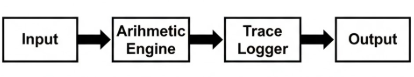 Input
Arihmetic
Engine
Trace
Logger
Output